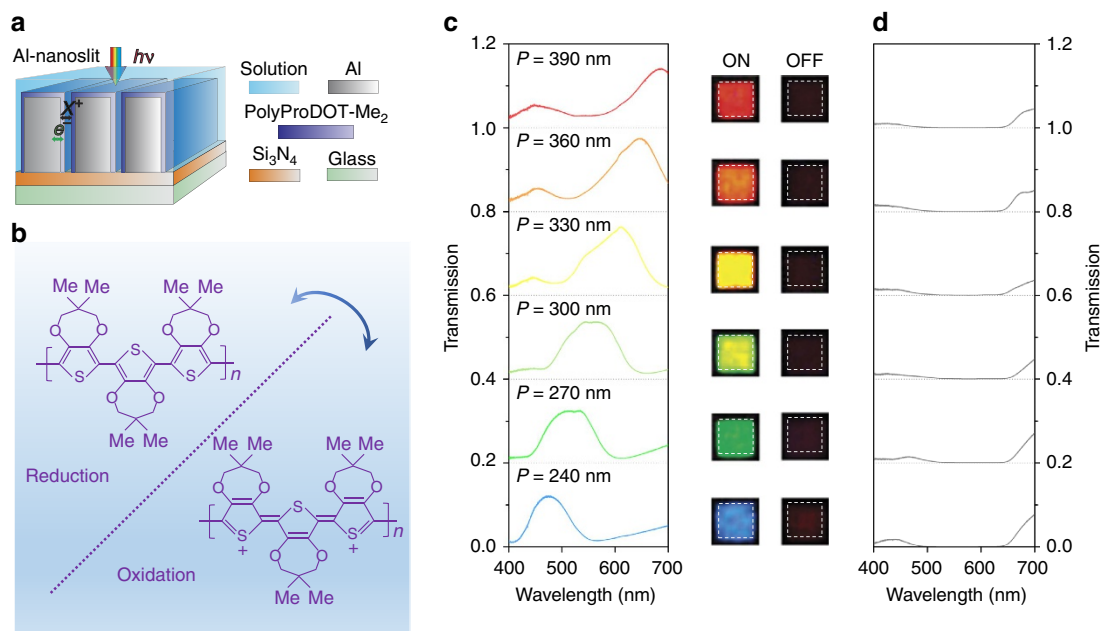 a
Al-nanoslit
hν
X+
e
Solution
Al
PolyProDOT-Me2
Si3N4
Glass
b
Me Me
Me Me
O
O
O
O
S
S
S
n
O
O
Me Me
Reduction
Me Me
Me Me
O
O
O
O
S
S
S
n
+
+
O
O
Me Me
Oxidation
c
1.2
1.0
0.8
0.6
0.4
0.2
0.0
Transmission
P = 390 nm
P = 360 nm
P = 330 nm
P = 300 nm
P = 270 nm
P = 240 nm
400 500 600 700
Wavelength (nm)
ON OFF
d
1.2
1.0
0.8
0.6
0.4
0.2
0.0
Transmission
400 500 600 700
Wavelength (nm)